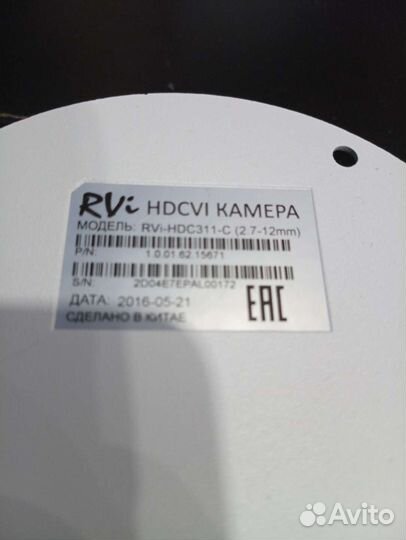 RVi HDCVI КАМЕРА
МОДЕЛЬ: RVi-HDC311-C (2.7-12mm)
P/N: 1.0.01.62.15671
S/N: 2D04E7EPAL00172
ДАТА: 2016-05-21
СДЕЛАНО В КИТАЕ
EAC
Avito